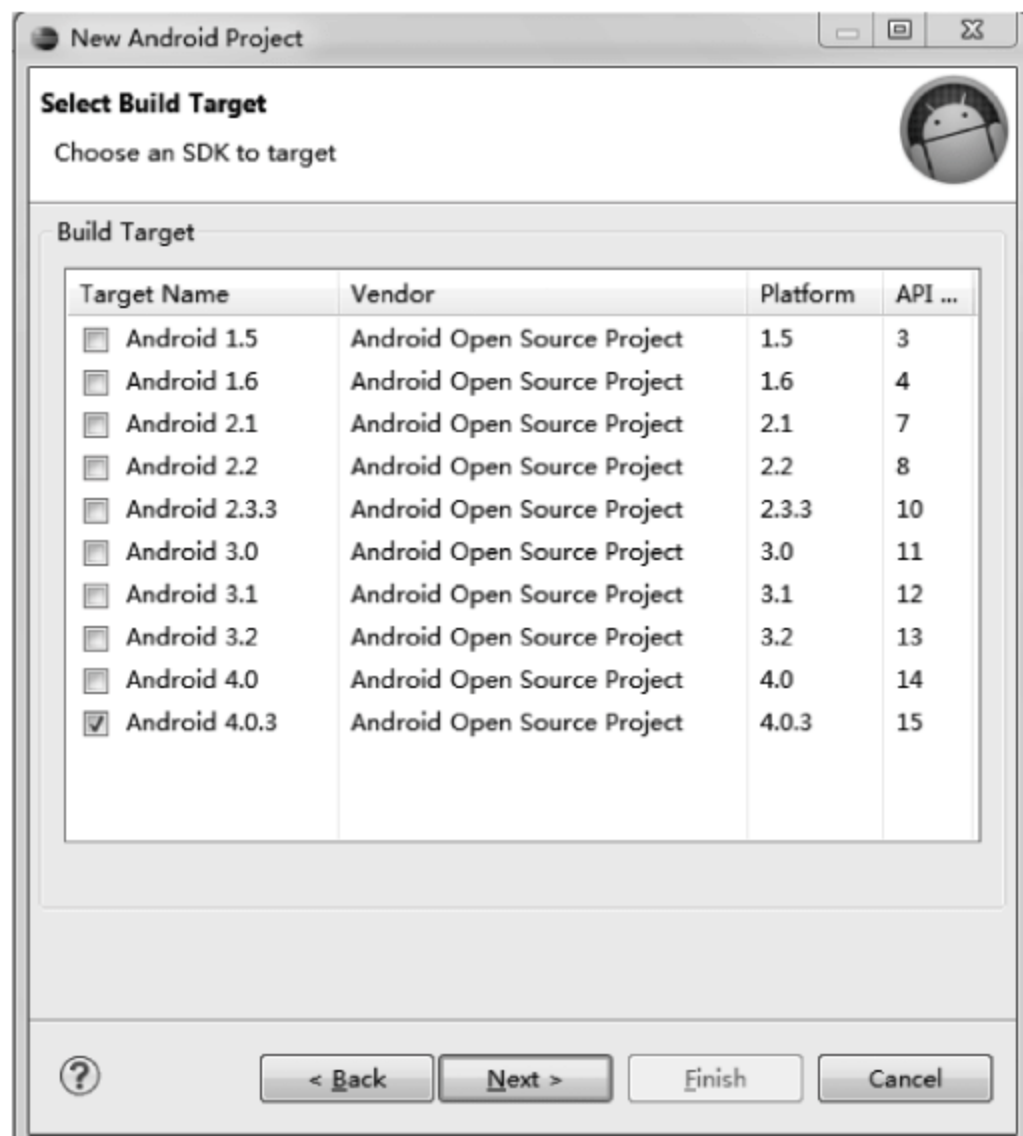 New Android Project
Select Build Target
Choose an SDK to target
Build Target
Target Name Vendor Platform API ...
Android 1.5 Android Open Source Project 1.5 3
Android 1.6 Android Open Source Project 1.6 4
Android 2.1 Android Open Source Project 2.1 7
Android 2.2 Android Open Source Project 2.2 8
Android 2.3.3 Android Open Source Project 2.3.3 10
Android 3.0 Android Open Source Project 3.0 11
Android 3.1 Android Open Source Project 3.1 12
Android 3.2 Android Open Source Project 3.2 13
Android 4.0 Android Open Source Project 4.0 14
Android 4.0.3 Android Open Source Project 4.0.3 15
? < Back Next > Finish Cancel